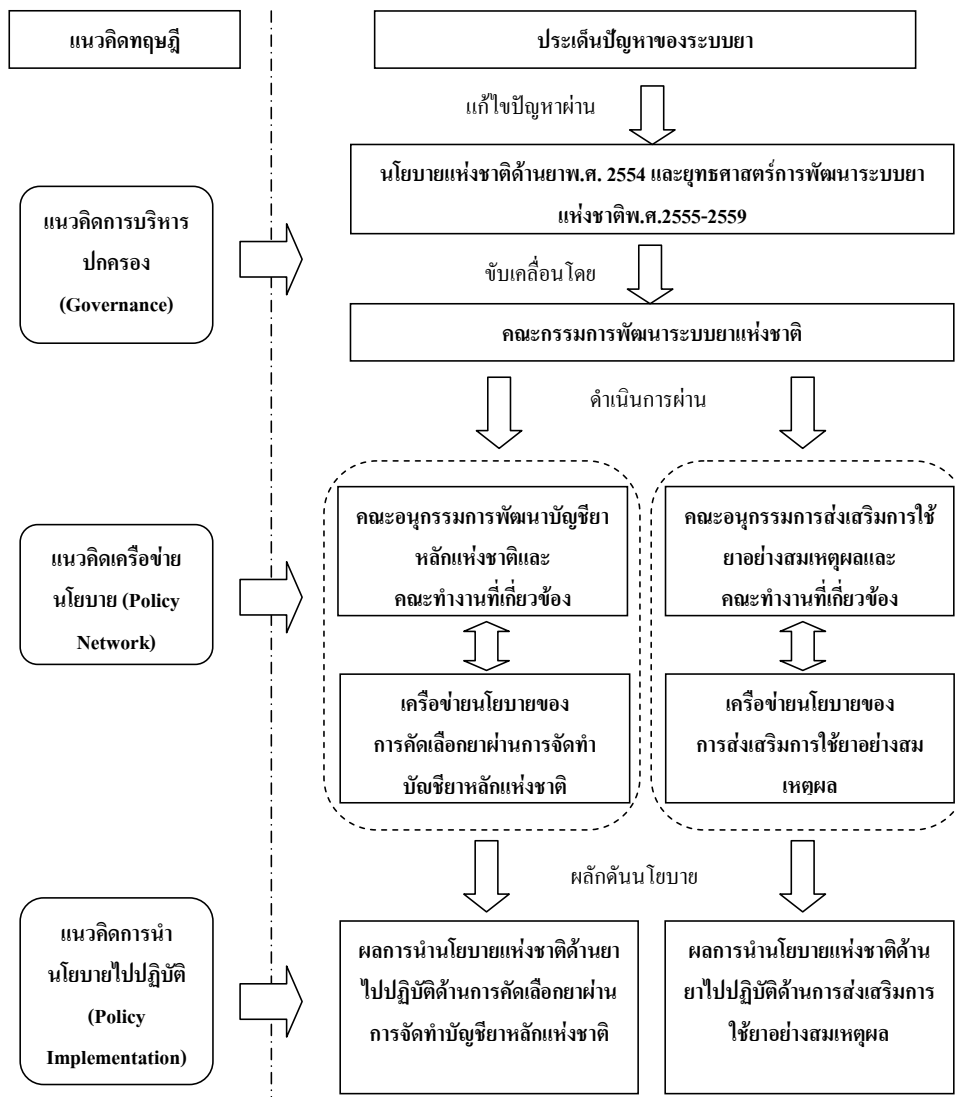 แนวคิดทฤษฎี
ประเด็นปัญหาของระบบยา
แก้ไขปัญหาผ่าน
นโยบายแห่งชาติด้านยาพ.ศ. 2554 และยุทธศาสตร์การพัฒนาระบบยา
แห่งชาติพ.ศ.2555-2559
แนวคิดการบริหาร
ปกครอง
(Governance)
ขับเคลื่อนโดย
คณะกรรมการพัฒนาระบบยาแห่งชาติ
ดำเนินการผ่าน
แนวคิดเครือข่าย
นโยบาย (Policy
Network)
คณะอนุกรรมการพัฒนาบัญชียา
หลักแห่งชาติและ
คณะทำงานที่เกี่ยวข้อง
คณะอนุกรรมการส่งเสริมการใช้
ยาอย่างสมเหตุผลและ
คณะทำงานที่เกี่ยวข้อง
เครือข่ายนโยบายของ
การคัดเลือกยาผ่านการจัดทำ
บัญชียาหลักแห่งชาติ
เครือข่ายนโยบายของ
การส่งเสริมการใช้ยาอย่างสม
เหตุผล
ผลักดันนโยบาย
แนวคิดการนำ
นโยบายไปปฏิบัติ
(Policy
Implementation)
ผลการนำนโยบายแห่งชาติด้านยา
ไปปฏิบัติด้านการคัดเลือกยาผ่าน
การจัดทำบัญชียาหลักแห่งชาติ
ผลการนำนโยบายแห่งชาติด้าน
ยาไปปฏิบัติด้านการส่งเสริมการ
ใช้ยาอย่างสมเหตุผล